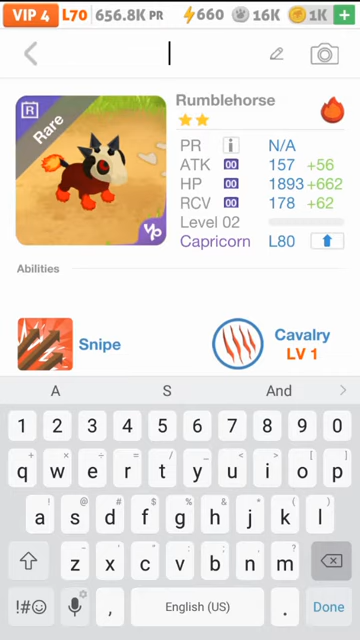 VIP 4 L70 656.8K PR 660 16K 1K +
Rumblehorse
R
Rare
PR i N/A
ATK 00 157 +56
HP 00 1893 +662
RCV 00 178 +62
Level 02
Capricorn L80
Abilities
Snipe
Cavalry
LV 1
A S And
1 2 3 4 5 6 7 8 9 0
+ × ÷ = / _ < > [ ]
q w e r t y u i o p
! @ # $ % ^ & * ( )
a s d f g h j k l
- ' " : ; , ?
z x c v b n m
!#☺ , English (US) . Done